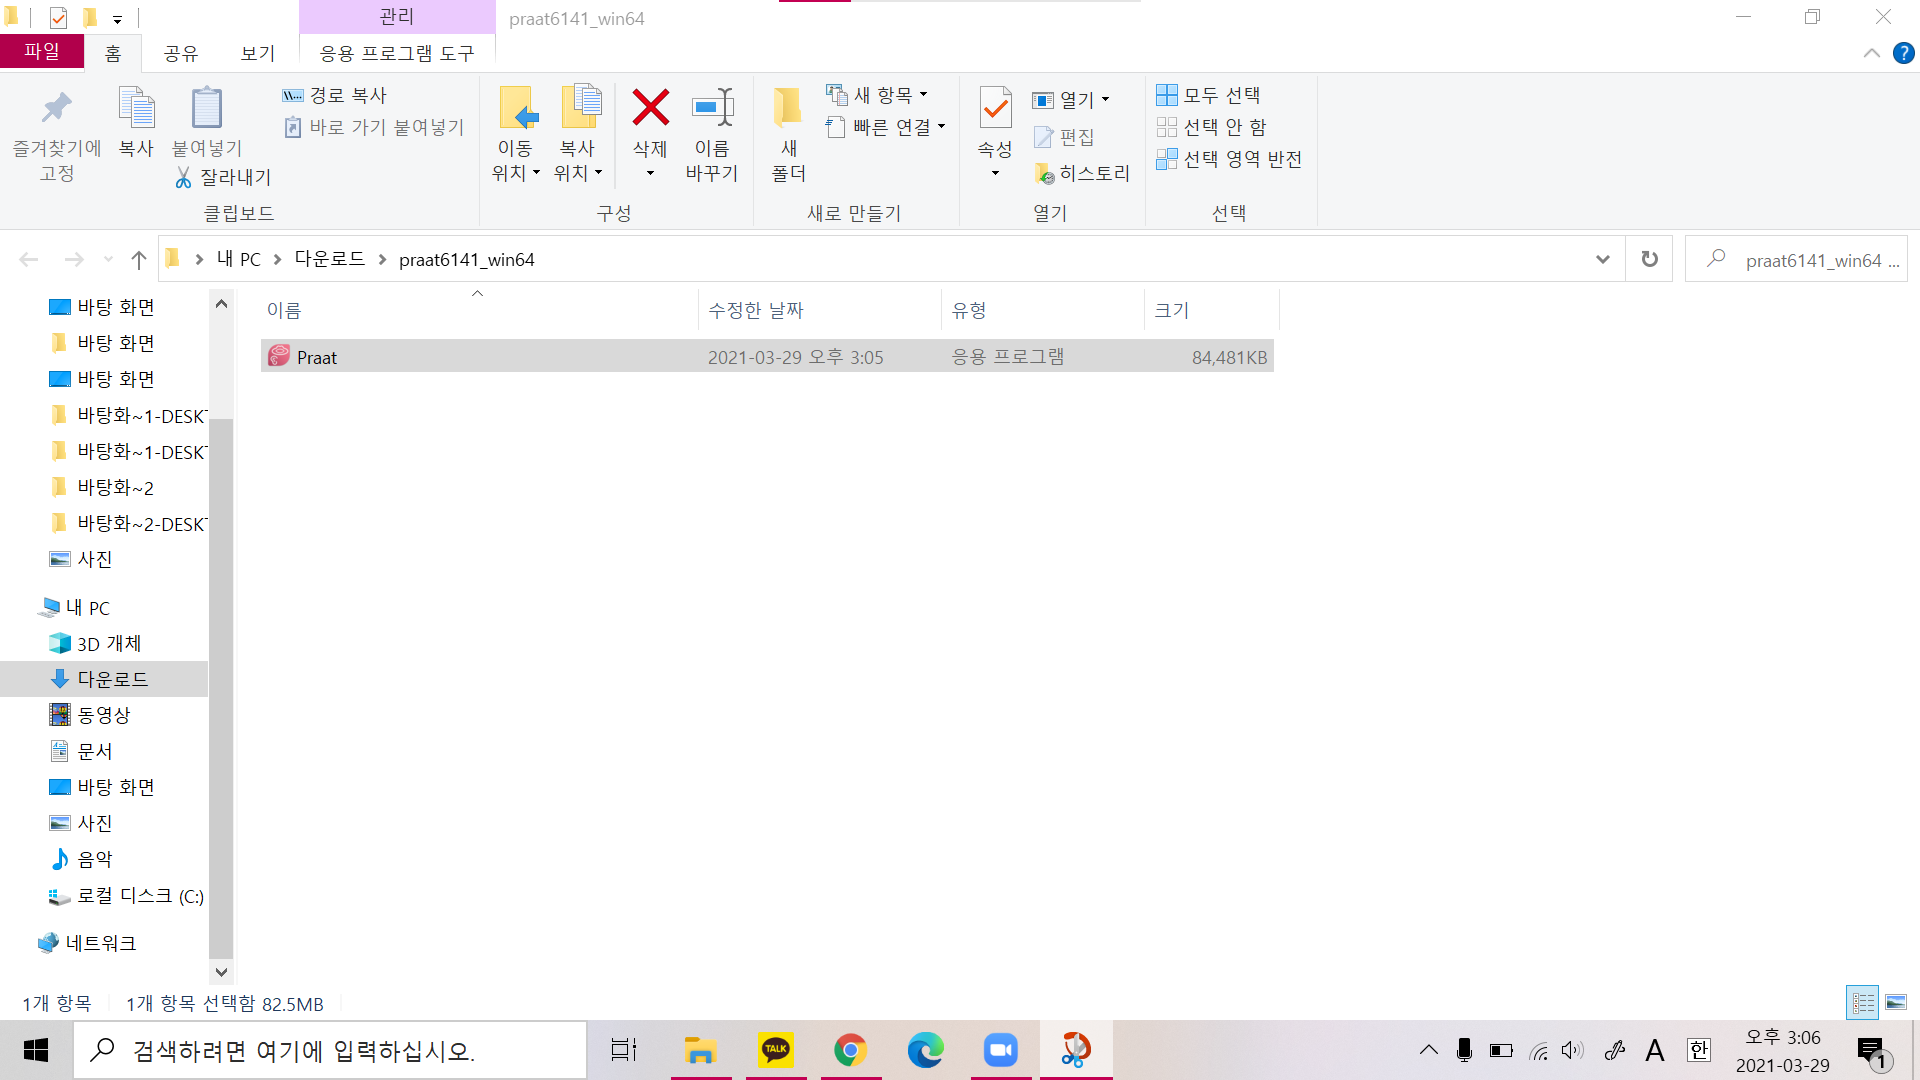 관리
praat6141_win64
파일
홈
공유
보기
응용 프로그램 도구
즐겨찾기에
고정
복사
붙여넣기
잘라내기
경로 복사
바로 가기 붙여넣기
클립보드
이동
위치
복사
위치
삭제
이름
바꾸기
구성
새
폴더
새 항목
빠른 연결
새로 만들기
속성
열기
편집
히스토리
열기
모두 선택
선택 안 함
선택 영역 반전
선택
내 PC
다운로드
praat6141_win64
praat6141_win64 ...
바탕 화면
바탕 화면
바탕 화면
바탕화~1-DESKT
바탕화~1-DESKT
바탕화~2
바탕화~2-DESKT
사진
내 PC
3D 개체
다운로드
동영상
문서
바탕 화면
사진
음악
로컬 디스크 (C:)
네트워크
이름
수정한 날짜
유형
크기
Praat
2021-03-29 오후 3:05
응용 프로그램
84,481KB
1개 항목
1개 항목 선택함 82.5MB
검색하려면 여기에 입력하십시오.
TALK
A
한
오후 3:06
2021-03-29
1